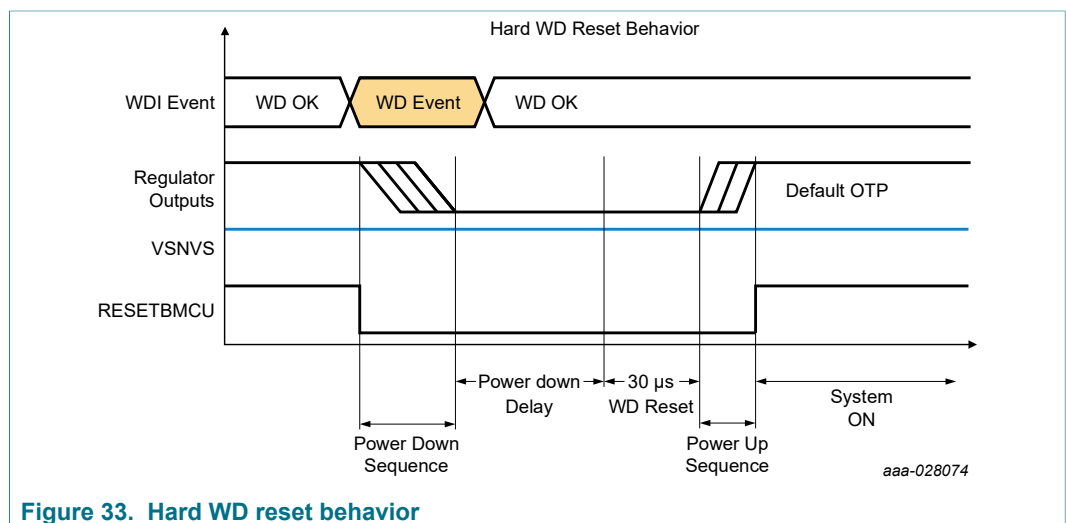 Hard WD Reset Behavior
WDI Event
WD OK
WD Event
WD OK
Regulator
Outputs
Default OTP
VSNVS
RESETBMCU
Power down
Delay
30 µs
WD Reset
System
ON
Power Down
Sequence
Power Up
Sequence
aaa-028074
Figure 33. Hard WD reset behavior